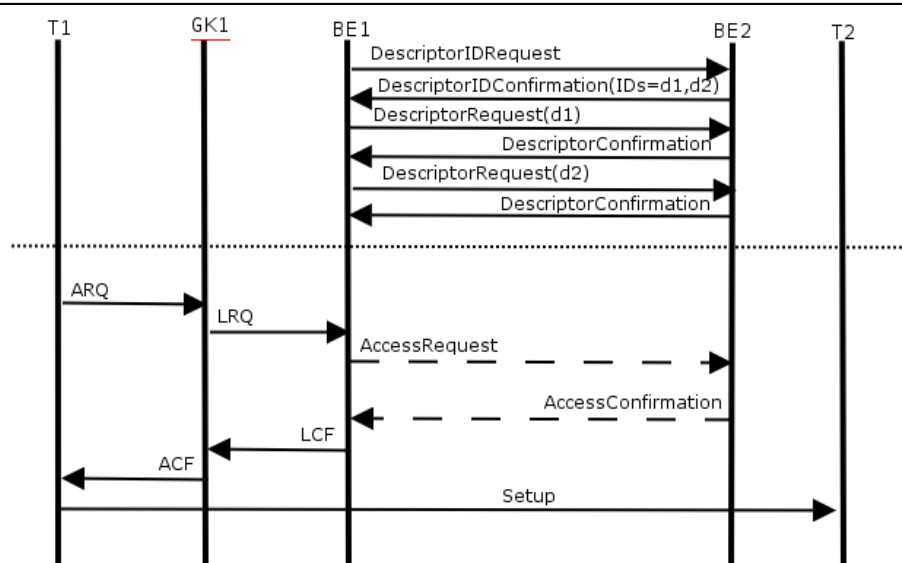 T1 GK1 BE1 BE2 T2
DescriptorIDRequest
DescriptorIDConfirmation(IDs=d1,d2)
DescriptorRequest(d1)
DescriptorConfirmation
DescriptorRequest(d2)
DescriptorConfirmation
ARQ
LRQ
AccessRequest
AccessConfirmation
LCF
ACF
Setup